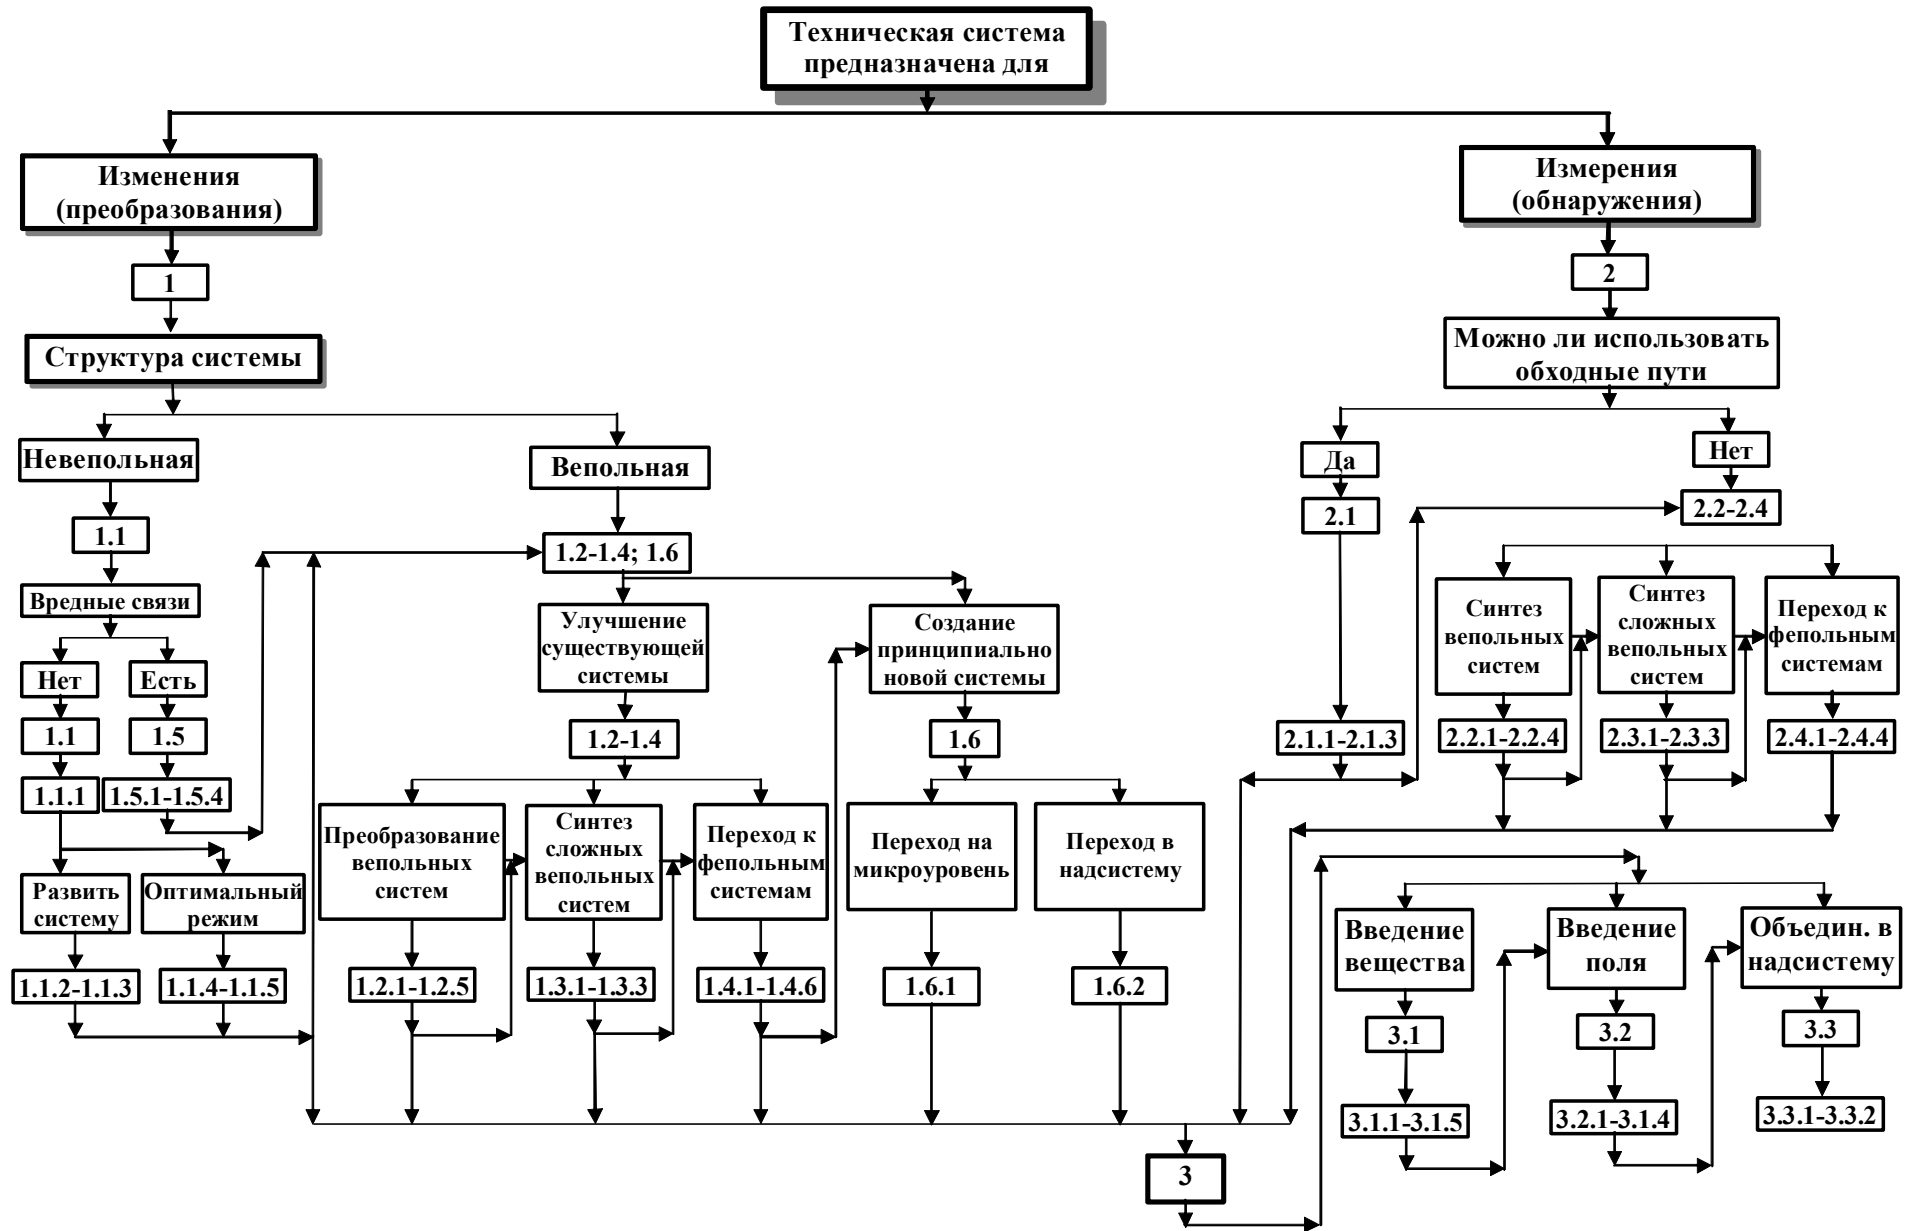 Техническая система
предназначена для
Изменения
(преобразования)
1
Структура системы
Невепольная
1.1
Вредные связи
Нет
1.1
1.1.1
Есть
1.5
1.5.1-1.5.4
Развить
систему
1.1.2-1.1.3
Оптимальный
режим
1.1.4-1.1.5
Вепольная
1.2-1.4; 1.6
Улучшение
существующей
системы
1.2-1.4
Преобразование
вепольных
систем
1.2.1-1.2.5
Синтез
сложных
вепольных
систем
1.3.1-1.3.3
Переход к
фепольным
системам
1.4.1-1.4.6
Создание
принципиально
новой системы
1.6
Переход на
микроуровень
1.6.1
Переход в
надсистему
1.6.2
Измерения
(обнаружения)
2
Можно ли использовать
обходные пути
Да
2.1
2.1.1-2.1.3
Нет
2.2-2.4
Синтез
вепольных
систем
2.2.1-2.2.4
Синтез
сложных
вепольных
систем
2.3.1-2.3.3
Переход к
фепольным
системам
2.4.1-2.4.4
3
Введение
вещества
3.1
3.1.1-3.1.5
Введение
поля
3.2
3.2.1-3.1.4
Объедин. в
надсистему
3.3
3.3.1-3.3.2